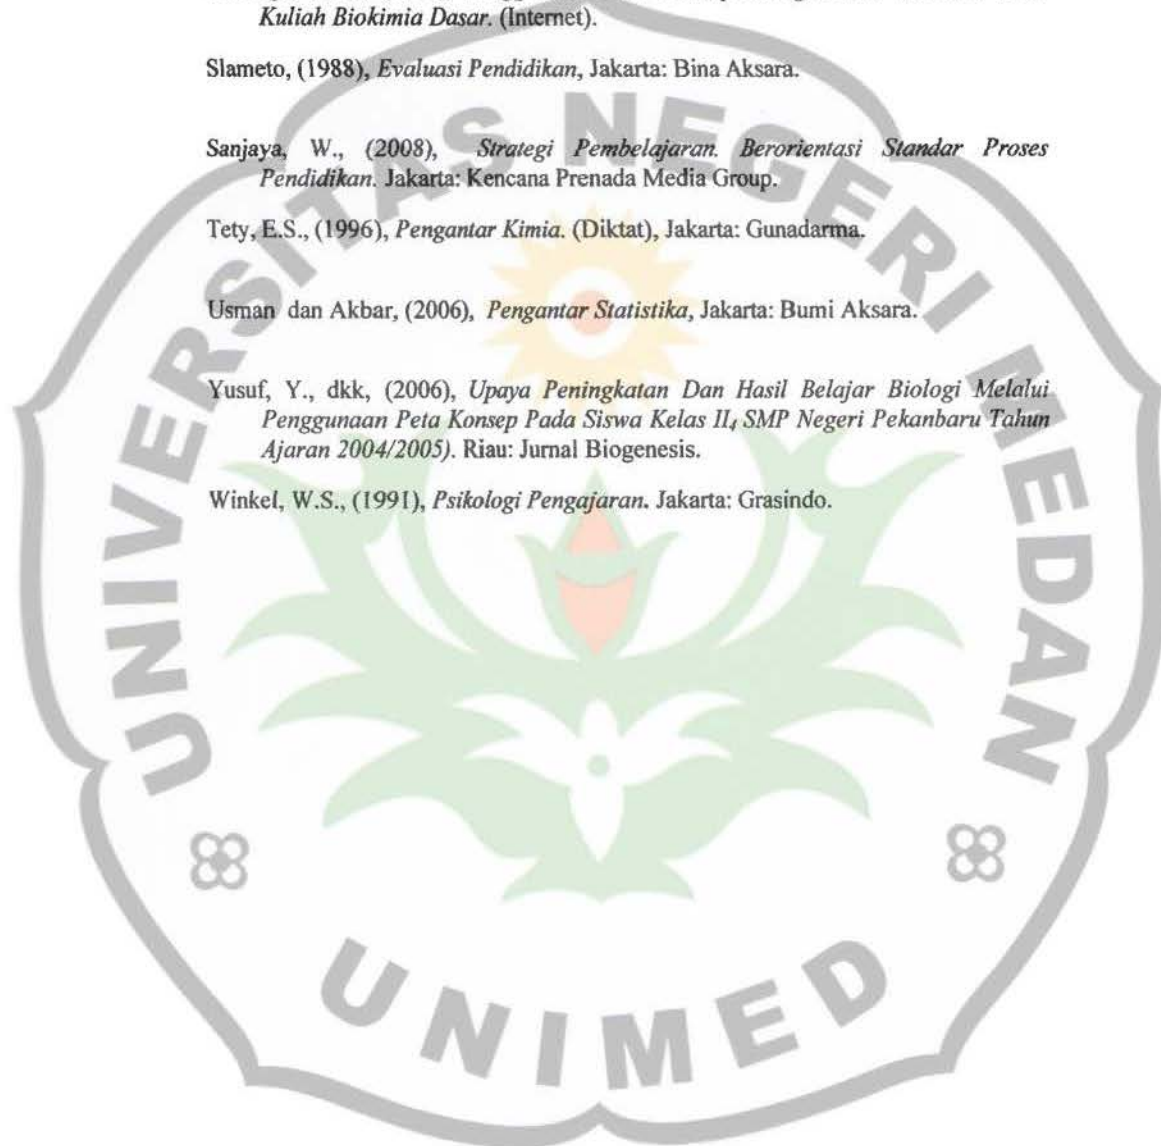 Kuliah Biokimia Dasar. (Internet).
Slameto, (1988), Evaluasi Pendidikan, Jakarta: Bina Aksara.
Sanjaya, W., (2008), Strategi Pembelajaran. Berorientasi Standar Proses
Pendidikan. Jakarta: Kencana Prenada Media Group.
Tety, E.S., (1996), Pengantar Kimia. (Diktat), Jakarta: Gunadarma.
Usman dan Akbar, (2006), Pengantar Statistika, Jakarta: Bumi Aksara.
Yusuf, Y., dkk, (2006), Upaya Peningkatan Dan Hasil Belajar Biologi Melalui
Penggunaan Peta Konsep Pada Siswa Kelas II₄ SMP Negeri Pekanbaru Tahun
Ajaran 2004/2005). Riau: Jurnal Biogenesis.
Winkel, W.S., (1991), Psikologi Pengajaran. Jakarta: Grasindo.
UNIVERSITAS NEGERI MEDAN
UNIMED